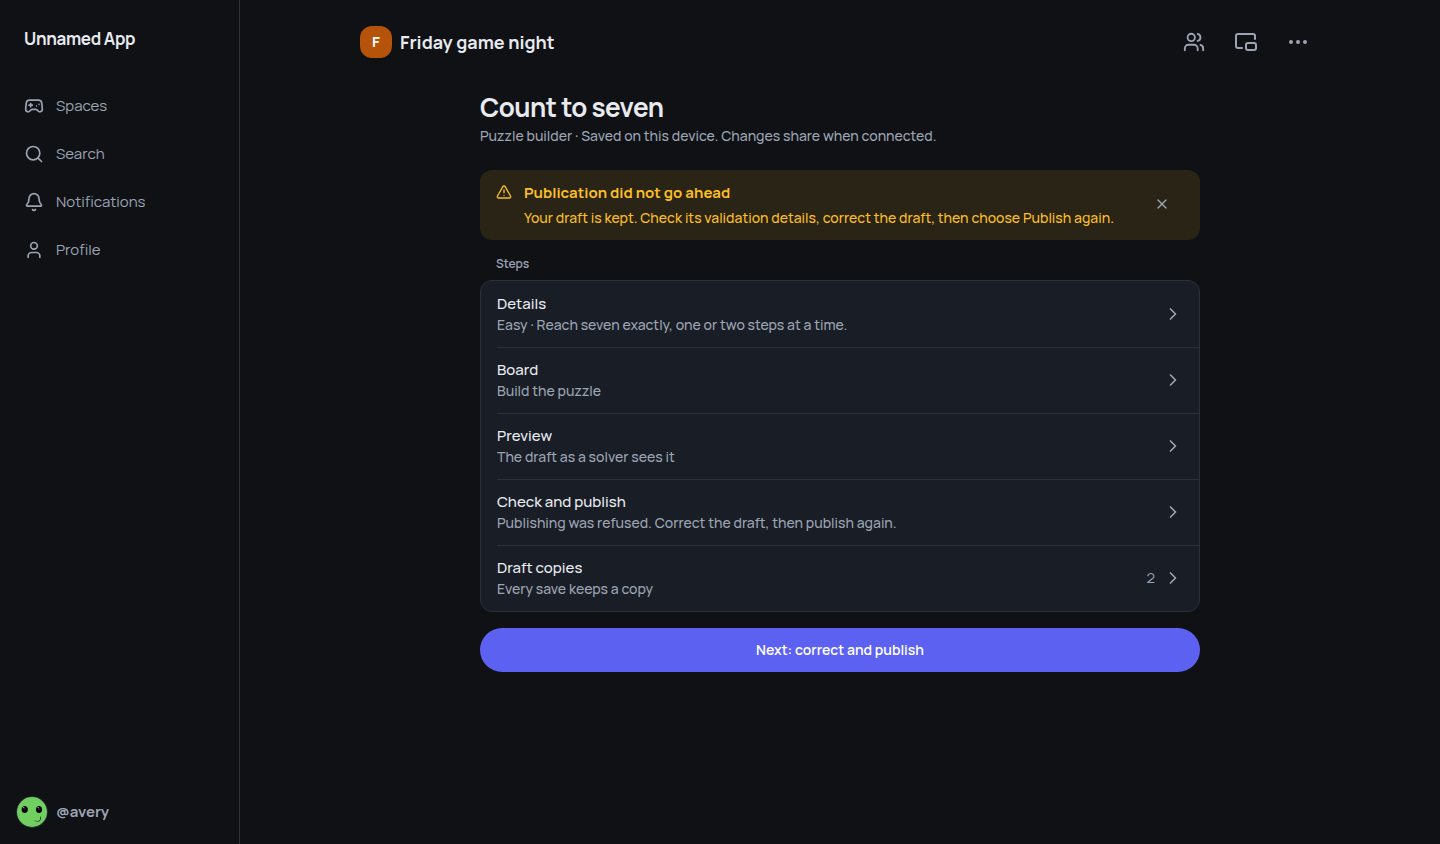 Unnamed App
Spaces
Search
Notifications
Profile
@avery
F Friday game night
Count to seven
Puzzle builder · Saved on this device. Changes share when connected.
Publication did not go ahead
Your draft is kept. Check its validation details, correct the draft, then choose Publish again.
Steps
Details
Easy · Reach seven exactly, one or two steps at a time.
Board
Build the puzzle
Preview
The draft as a solver sees it
Check and publish
Publishing was refused. Correct the draft, then publish again.
Draft copies
Every save keeps a copy
2
Next: correct and publish